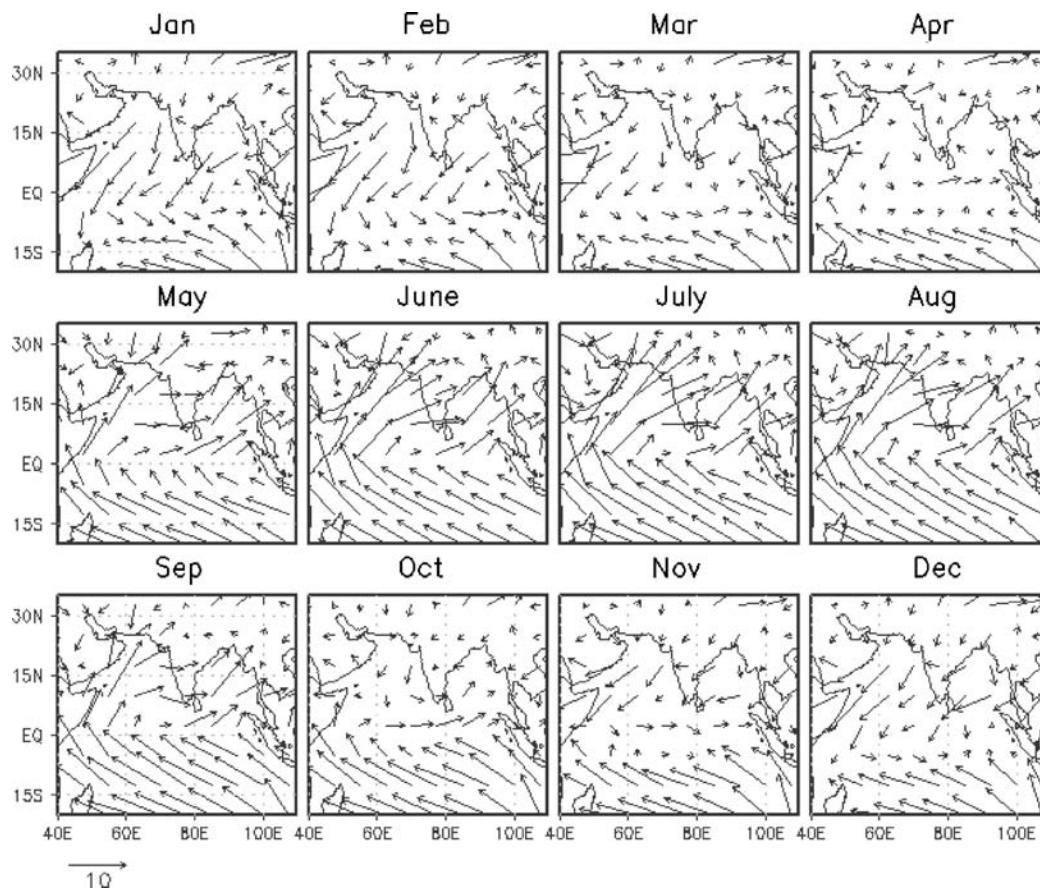 Jan Feb Mar Apr
30N
15N
EQ
15S
May June July Aug
30N
15N
EQ
15S
Sep Oct Nov Dec
30N
15N
EQ
15S
40E 60E 80E 100E 40E 60E 80E 100E 40E 60E 80E 100E 40E 60E 80E 100E
10